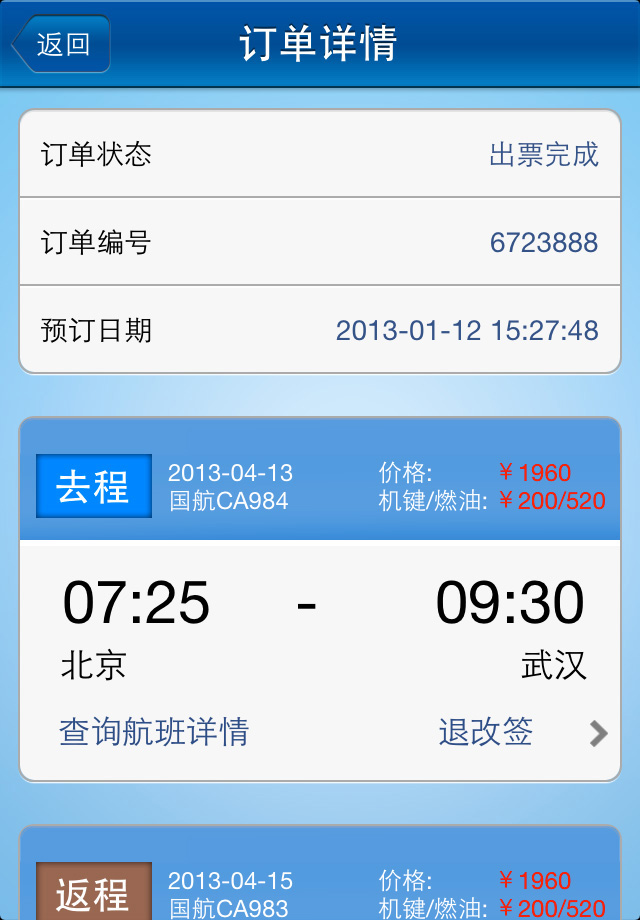 返回
订单详情
订单状态 出票完成
订单编号 6723888
预订日期 2013-01-12 15:27:48
去程 2013-04-13 价格: ￥1960
国航CA984 机键/燃油: ￥200/520
07:25 - 09:30
北京 武汉
查询航班详情 退改签
返程 2013-04-15 价格: ￥1960
国航CA983 机键/燃油: ￥200/520